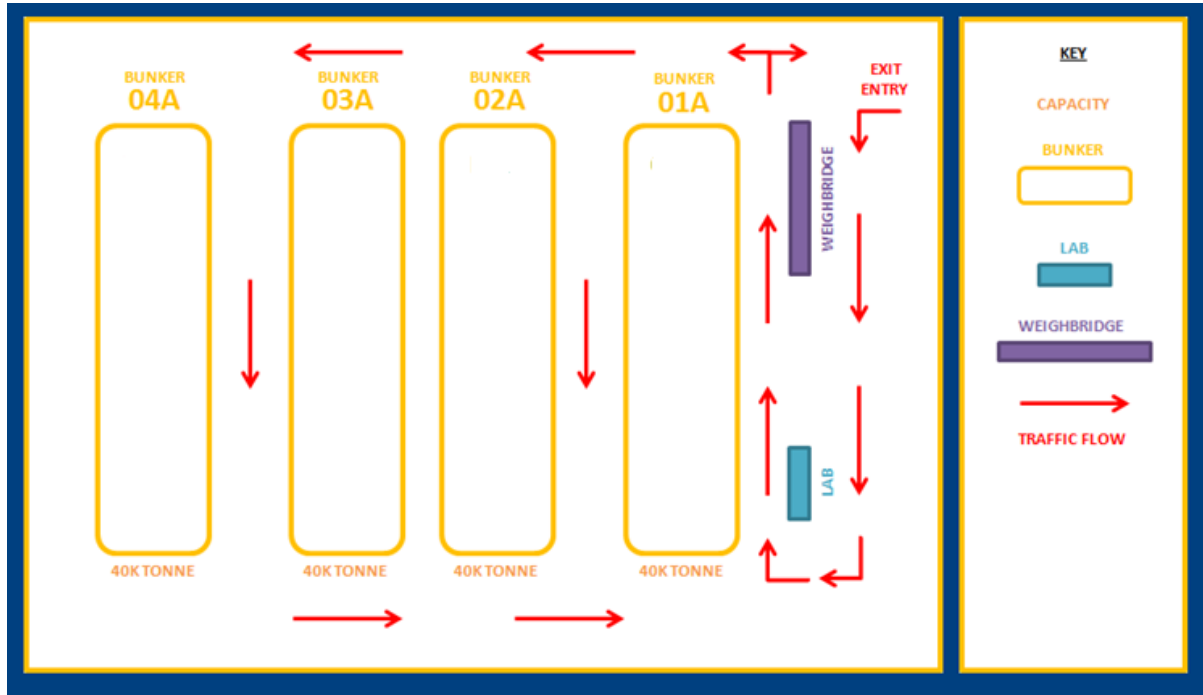 BUNKER
04A
BUNKER
03A
BUNKER
02A
BUNKER
01A
EXIT
ENTRY
WEIGHBRIDGE
LAB
40K TONNE
40K TONNE
40K TONNE
40K TONNE
KEY
CAPACITY
BUNKER
LAB
WEIGHBRIDGE
TRAFFIC FLOW